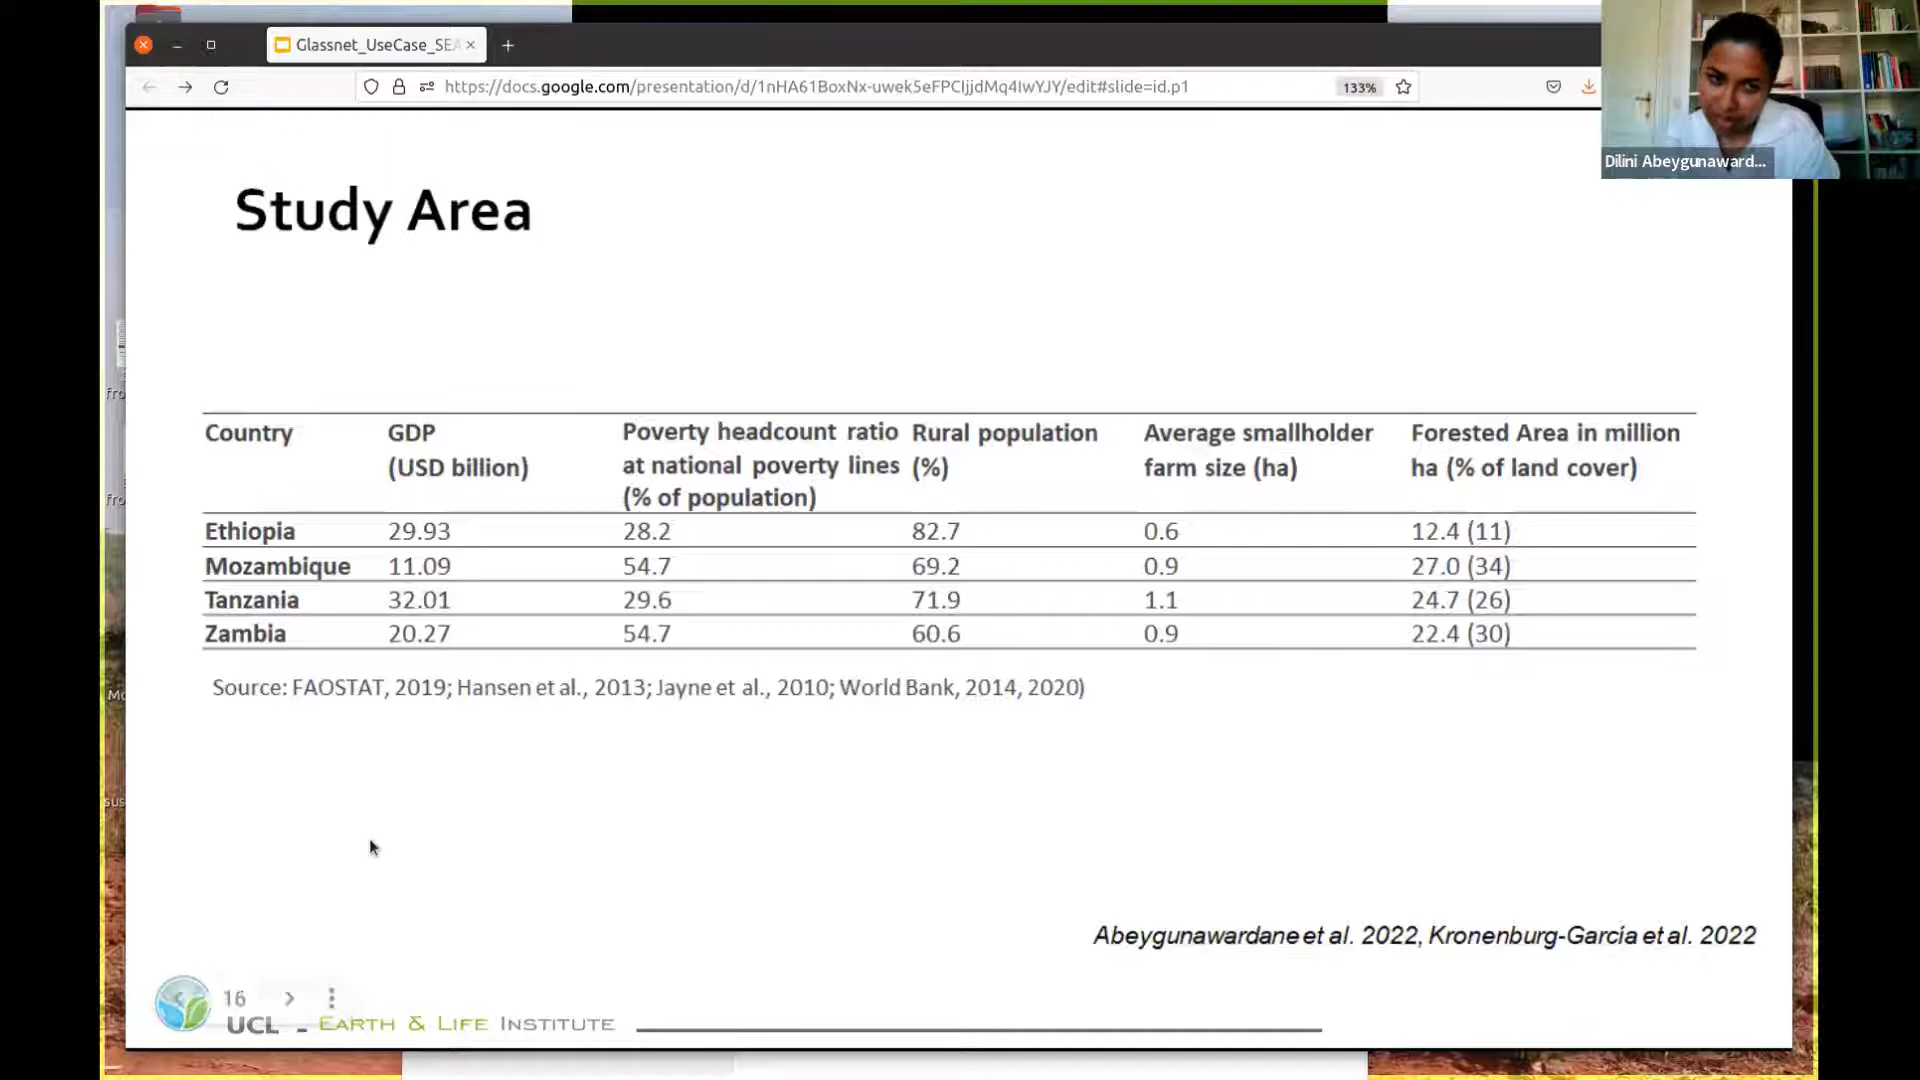 Glassnet_UseCase_SEA
https://docs.google.com/presentation/d/1nHA61BoxNx-uwek5eFPCIjjdMq4IwYJY/edit#slide=id.p1
133%
Dilini Abeygunaward...
Study Area
Country GDP (USD billion) Poverty headcount ratio at national poverty lines (% of population) Rural population (%) Average smallholder farm size (ha) Forested Area in million ha (% of land cover)
Ethiopia 29.93 28.2 82.7 0.6 12.4 (11)
Mozambique 11.09 54.7 69.2 0.9 27.0 (34)
Tanzania 32.01 29.6 71.9 1.1 24.7 (26)
Zambia 20.27 54.7 60.6 0.9 22.4 (30)
Source: FAOSTAT, 2019; Hansen et al., 2013; Jayne et al., 2010; World Bank, 2014, 2020)
Abeygunawardane et al. 2022, Kronenburg-García et al. 2022
16
UCL - EARTH & LIFE INSTITUTE